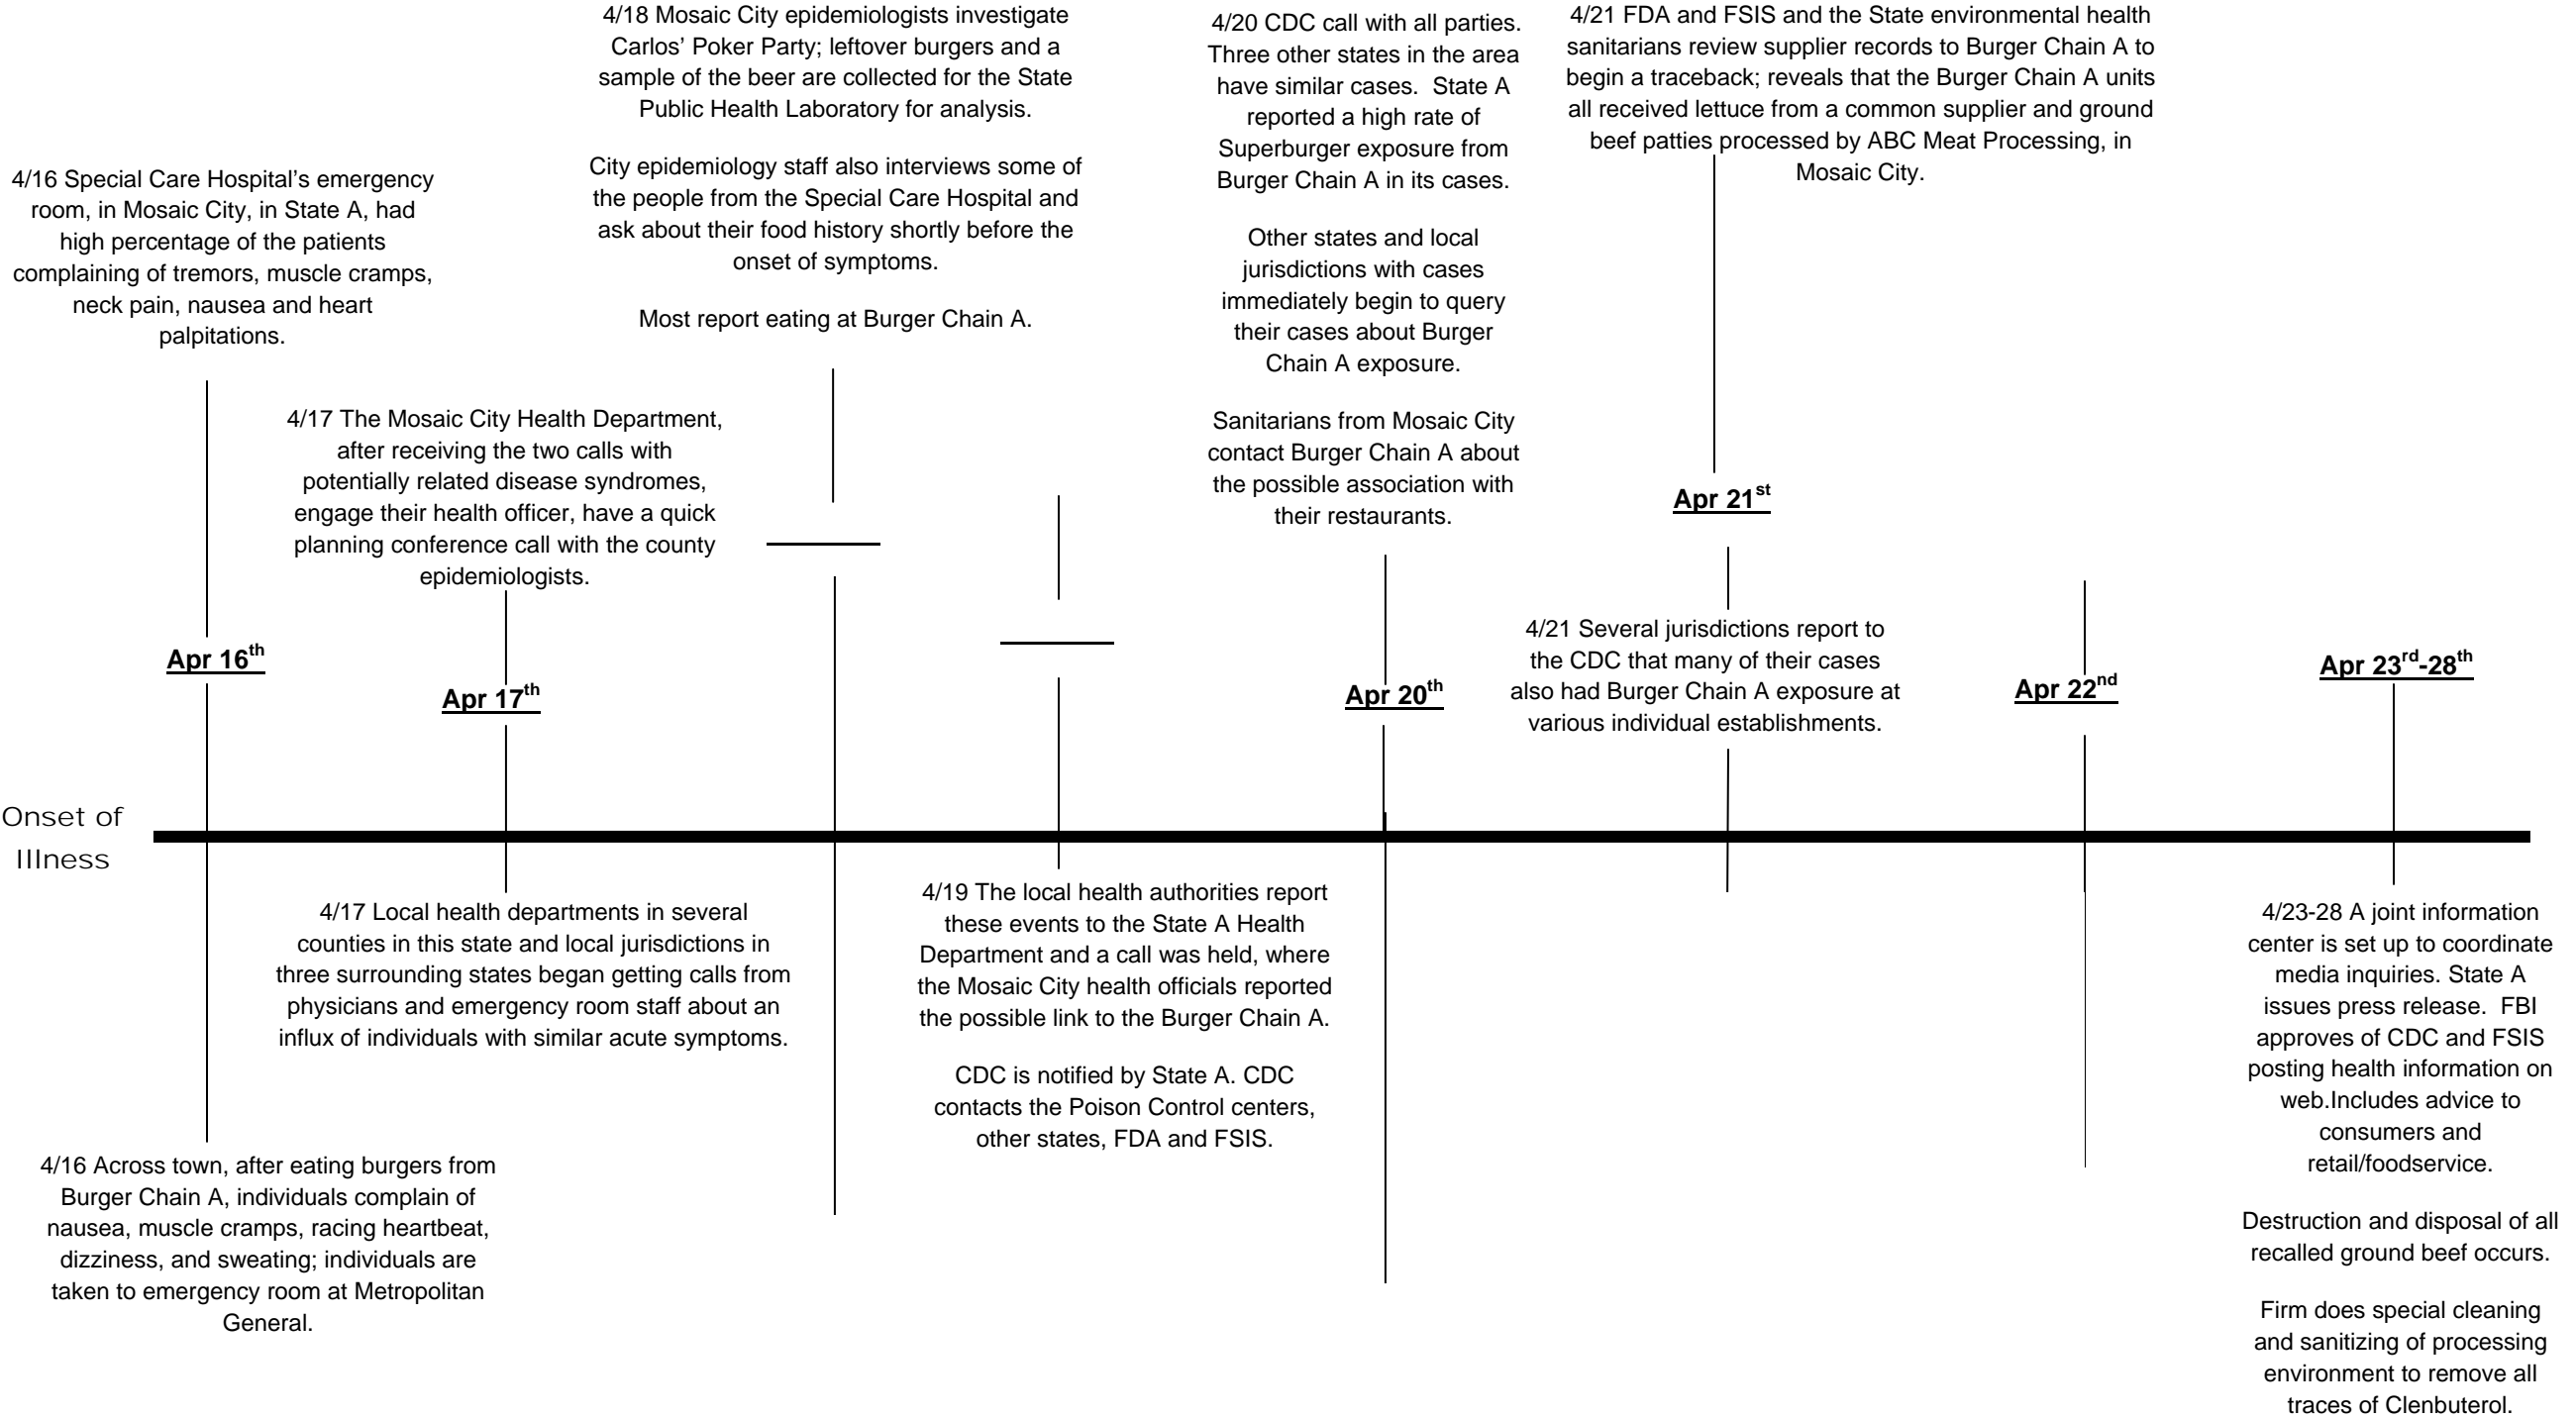 4/16 Special Care Hospital's emergency
room, in Mosaic City, in State A, had
high percentage of the patients
complaining of tremors, muscle cramps,
neck pain, nausea and heart
palpitations.
4/17 The Mosaic City Health Department,
after receiving the two calls with
potentially related disease syndromes,
engage their health officer, have a quick
planning conference call with the county
epidemiologists.
4/18 Mosaic City epidemiologists investigate
Carlos' Poker Party; leftover burgers and a
sample of the beer are collected for the State
Public Health Laboratory for analysis.
City epidemiology staff also interviews some of
the people from the Special Care Hospital and
ask about their food history shortly before the
onset of symptoms.
Most report eating at Burger Chain A.
4/20 CDC call with all parties.
Three other states in the area
have similar cases.  State A
reported a high rate of
Superburger exposure from
Burger Chain A in its cases.
Other states and local
jurisdictions with cases
immediately begin to query
their cases about Burger
Chain A exposure.
Sanitarians from Mosaic City
contact Burger Chain A about
the possible association with
their restaurants.
4/21 FDA and FSIS and the State environmental health
sanitarians review supplier records to Burger Chain A to
begin a traceback; reveals that the Burger Chain A units
all received lettuce from a common supplier and ground
beef patties processed by ABC Meat Processing, in
Mosaic City.
Apr 21st
4/21 Several jurisdictions report to
the CDC that many of their cases
also had Burger Chain A exposure at
various individual establishments.
Apr 16th
Apr 17th
Apr 20th
Apr 22nd
Apr 23rd-28th
Onset of
Illness
4/16 Across town, after eating burgers from
Burger Chain A, individuals complain of
nausea, muscle cramps, racing heartbeat,
dizziness, and sweating; individuals are
taken to emergency room at Metropolitan
General.
4/17 Local health departments in several
counties in this state and local jurisdictions in
three surrounding states began getting calls from
physicians and emergency room staff about an
influx of individuals with similar acute symptoms.
4/19 The local health authorities report
these events to the State A Health
Department and a call was held, where
the Mosaic City health officials reported
the possible link to the Burger Chain A.
CDC is notified by State A. CDC
contacts the Poison Control centers,
other states, FDA and FSIS.
4/23-28 A joint information
center is set up to coordinate
media inquiries. State A
issues press release.  FBI
approves of CDC and FSIS
posting health information on
web.Includes advice to
consumers and
retail/foodservice.
Destruction and disposal of all
recalled ground beef occurs.
Firm does special cleaning
and sanitizing of processing
environment to remove all
traces of Clenbuterol.